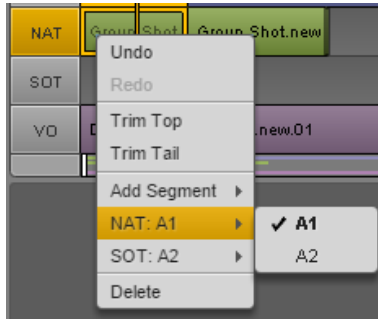 NAT Group Shot Group Shot.new
Undo
SOT Redo
Trim Top
VO .new.01
Trim Tail
Add Segment
NAT: A1 ✓ A1
SOT: A2 A2
Delete